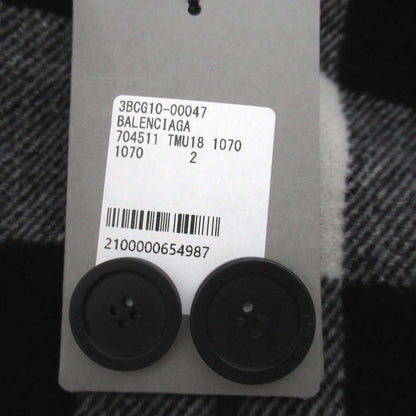 3BCG10-00047
BALENCIAGA
704511 TMU18 1070
1070 2
2100000654987